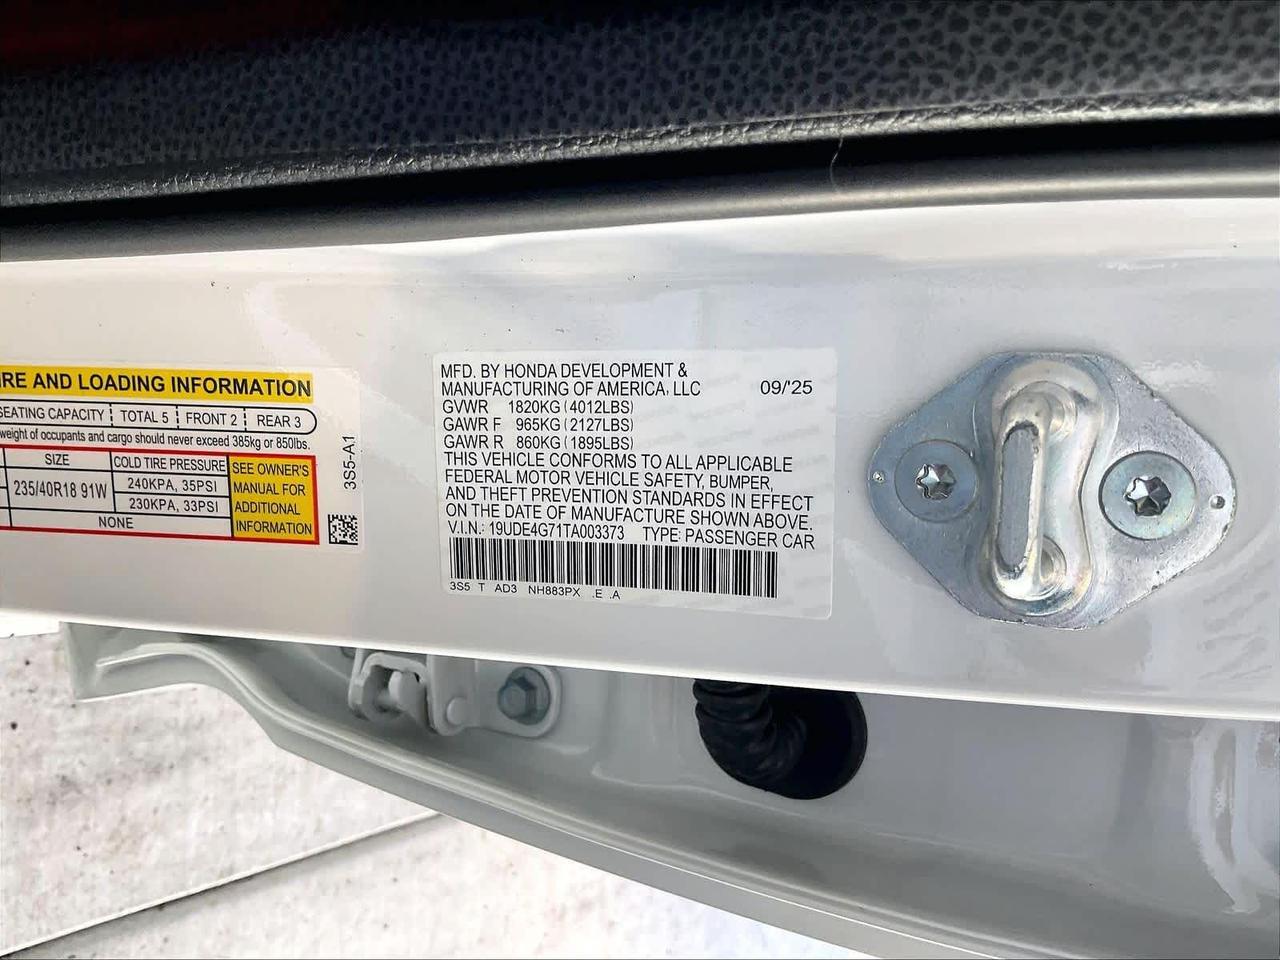 RE AND LOADING INFORMATION
SEATING CAPACITY TOTAL 5 FRONT 2 REAR 3
weight of occupants and cargo should never exceed 385kg or 850lbs.
SIZE COLD TIRE PRESSURE SEE OWNER'S MANUAL FOR ADDITIONAL INFORMATION
235/40R18 91W 240KPA, 35PSI
230KPA, 33PSI
NONE
3S5-A1
MFD. BY HONDA DEVELOPMENT &
MANUFACTURING OF AMERICA, LLC 09/'25
GVWR 1820KG (4012LBS)
GAWR F 965KG (2127LBS)
GAWR R 860KG (1895LBS)
THIS VEHICLE CONFORMS TO ALL APPLICABLE
FEDERAL MOTOR VEHICLE SAFETY, BUMPER,
AND THEFT PREVENTION STANDARDS IN EFFECT
ON THE DATE OF MANUFACTURE SHOWN ABOVE.
V.I.N.: 19UDE4G71TA003373 TYPE: PASSENGER CAR
3S5 T AD3 NH883PX .E .A